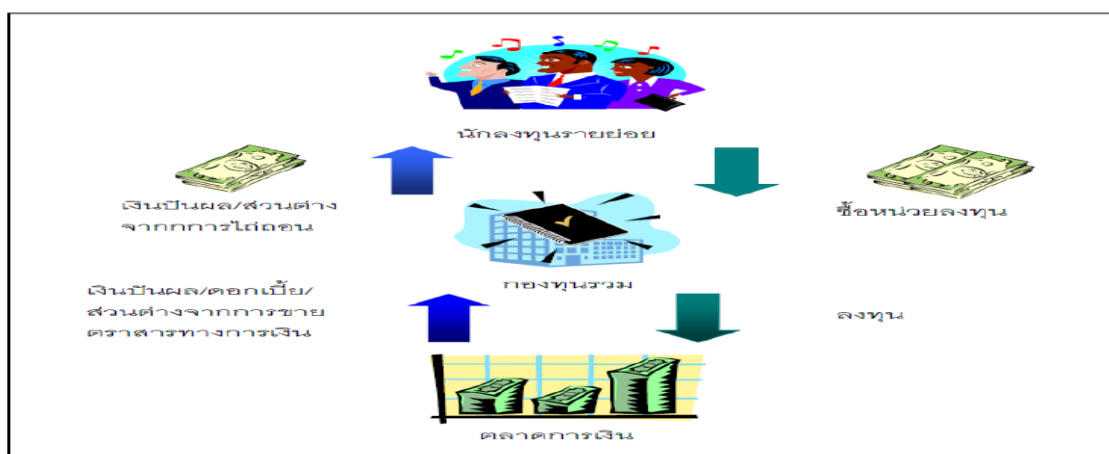 นักลงทุนรายย่อย
เงินปันผล/ส่วนต่าง
จากกการไถ่ถอน
ซื้อหน่วยลงทุน
กองทุนรวม
เงินปันผล/ดอกเบี้ย/
ส่วนต่างจากการขาย
ตราสารทางการเงิน
ลงทุน
ตลาดการเงิน